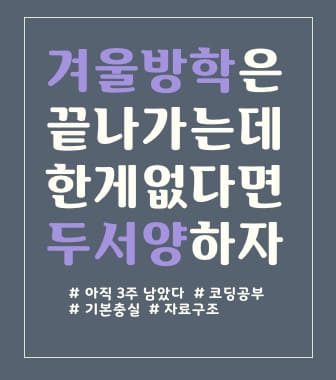 겨울방학은
끝나가는데
한게없다면
두서양하자
# 아직 3주 남았다 # 코딩공부
# 기본충실 # 자료구조